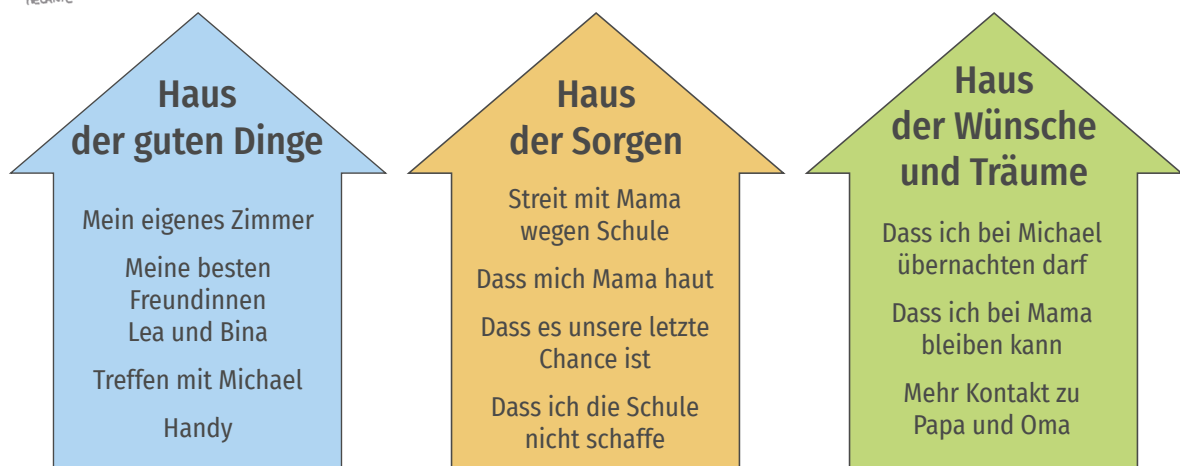 Haus
der guten Dinge
Mein eigenes Zimmer
Meine besten
Freundinnen
Lea und Bina
Treffen mit Michael
Handy
Haus
der Sorgen
Streit mit Mama
wegen Schule
Dass mich Mama haut
Dass es unsere letzte
Chance ist
Dass ich die Schule
nicht schaffe
Haus
der Wünsche
und Träume
Dass ich bei Michael
übernachten darf
Dass ich bei Mama
bleiben kann
Mehr Kontakt zu
Papa und Oma